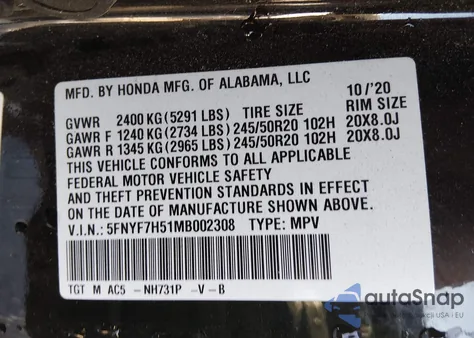 MFD. BY HONDA MFG. OF ALABAMA, LLC 10/'20
GVWR 2400 KG (5291 LBS) TIRE SIZE RIM SIZE
GAWR F 1240 KG (2734 LBS) 245/50R20 102H 20X8.0J
GAWR R 1345 KG (2965 LBS) 245/50R20 102H 20X8.0J
THIS VEHICLE CONFORMS TO ALL APPLICABLE
FEDERAL MOTOR VEHICLE SAFETY
AND THEFT PREVENTION STANDARDS IN EFFECT
ON THE DATE OF MANUFACTURE SHOWN ABOVE.
V.I.N.: 5FNYF7H51MB002308 TYPE: MPV
TGT M AC5 - NH731P - V - B
autoSnap